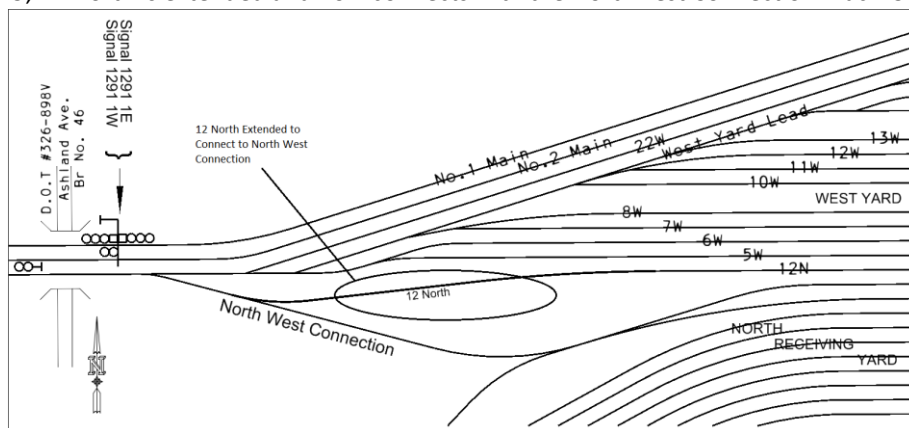 Signal 1291 1E
Signal 1291 1W
D.O.T #326-898V
Ashland Ave.
Br No. 46
12 North Extended to
Connect to North West
Connection
No.1 Main
No.2 Main
22W
West Yard Lead
13W
12W
11W
10W
WEST YARD
8W
7W
6W
5W
12N
12 North
North West Connection
NORTH
RECEIVING
YARD
N